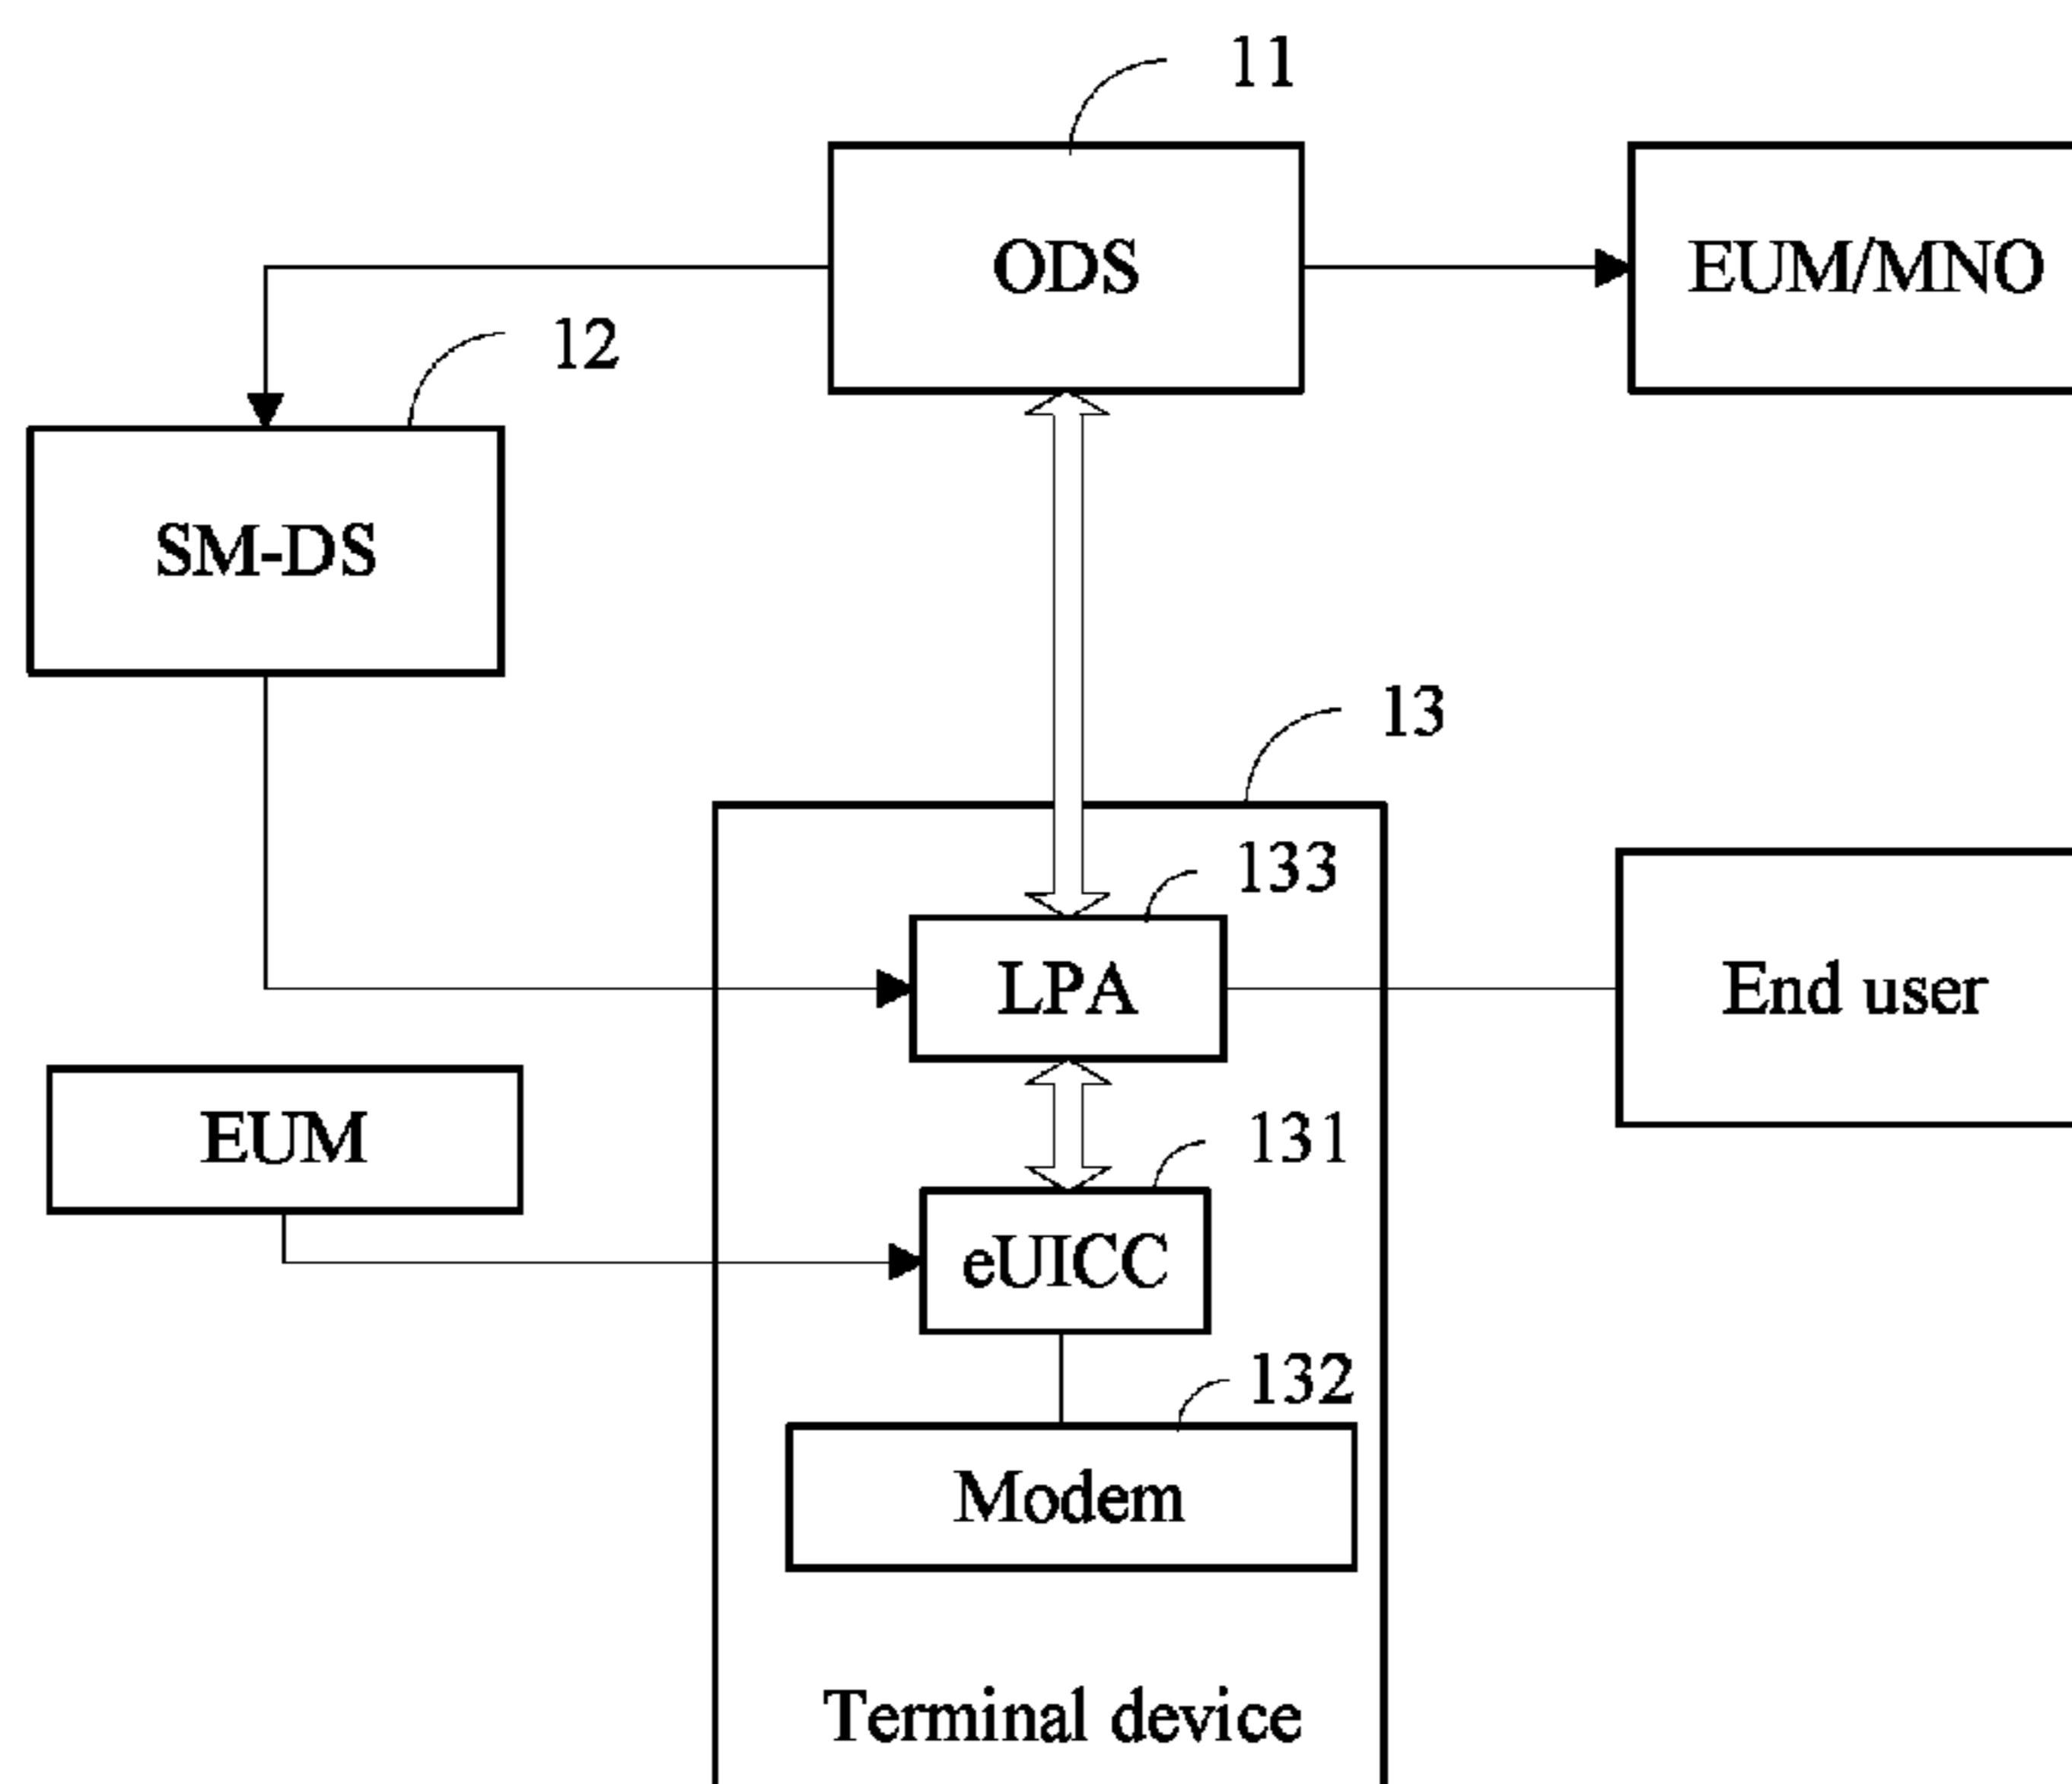 11
ODS
EUM/MNO
12
SM-DS
13
133
LPA
End user
EUM
131
eUICC
132
Modem
Terminal device